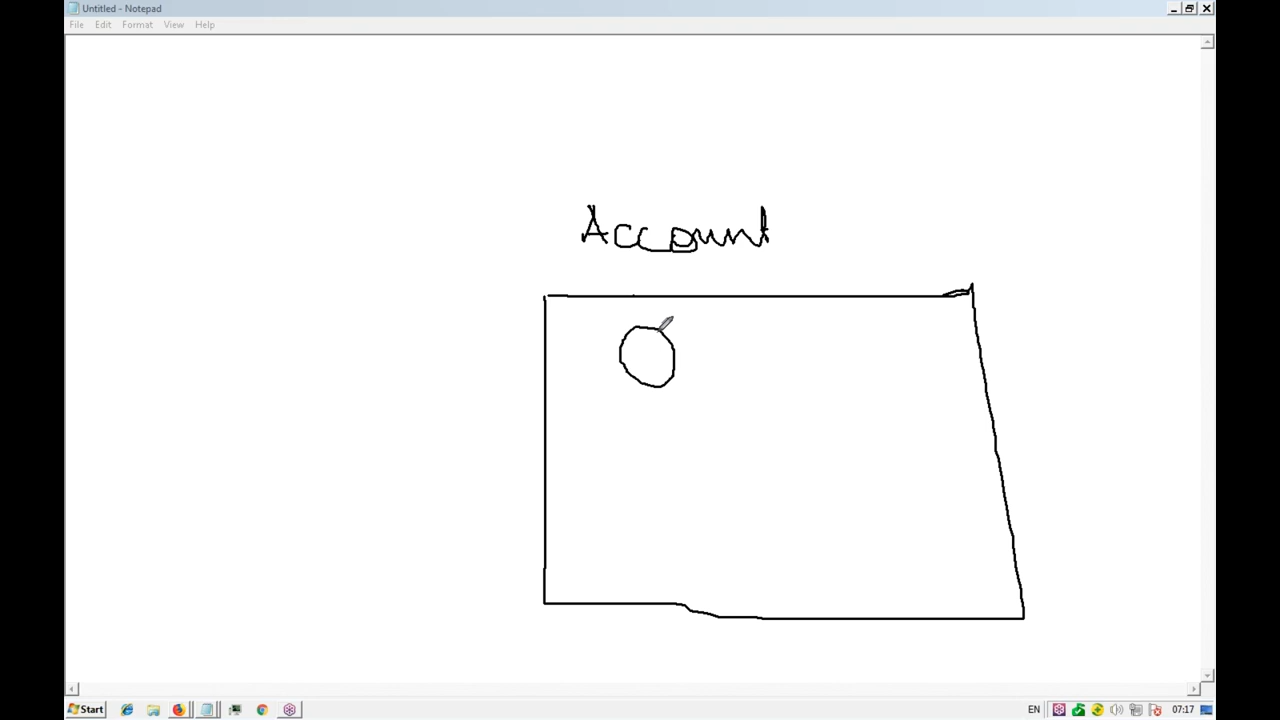 Untitled - Notepad
File Edit Format View Help
Account
Start
EN 07:17